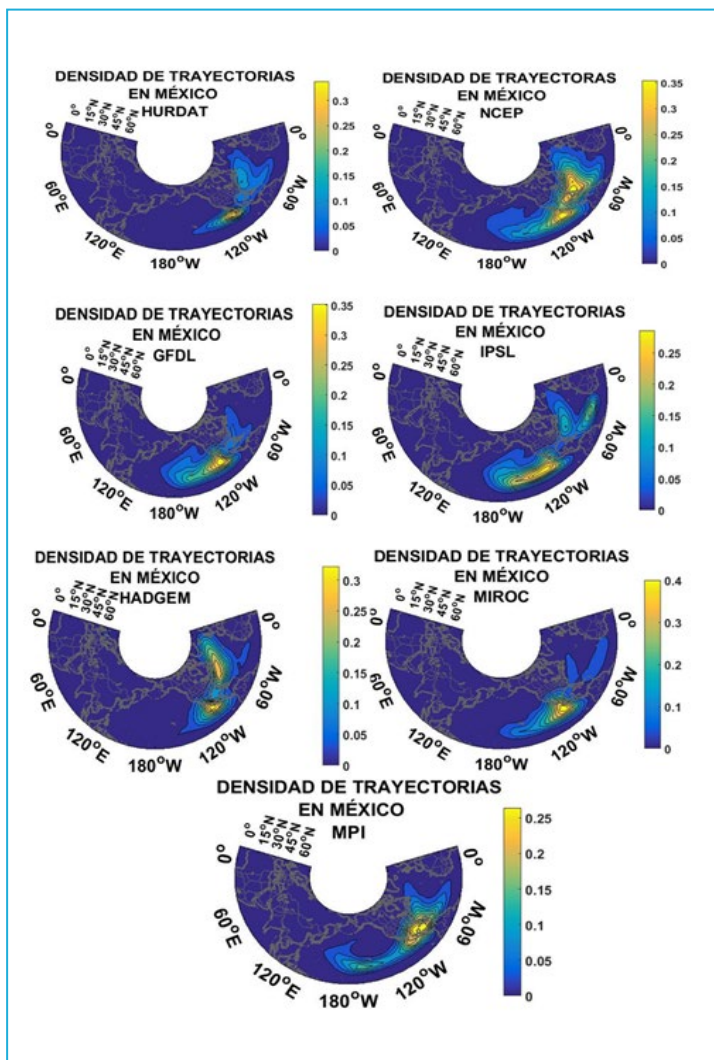 DENSIDAD DE TRAYECTORIAS
EN MÉXICO
HURDAT
0°
15°N
30°N
45°N
60°N
0°
60°E
120°E
180°W
120°W
60°W
0°
0.3
0.25
0.2
0.15
0.1
0.05
0
DENSIDAD DE TRAYECTORAS
EN MÉXICO
NCEP
0°
15°N
30°N
45°N
60°N
0°
60°E
120°E
180°W
120°W
60°W
0°
0.35
0.3
0.25
0.2
0.15
0.1
0.05
0
DENSIDAD DE TRAYECTORIAS
EN MÉXICO
GFDL
0°
15°N
30°N
45°N
60°N
0°
60°E
120°E
180°W
120°W
60°W
0°
0.35
0.3
0.25
0.2
0.15
0.1
0.05
0
DENSIDAD DE TRAYECTORIAS
EN MÉXICO
IPSL
0°
15°N
30°N
45°N
60°N
0°
60°E
120°E
180°W
120°W
60°W
0°
0.25
0.2
0.15
0.1
0.05
0
DENSIDAD DE TRAYECTORIAS
EN MÉXICO
HADGEM
0°
15°N
30°N
45°N
60°N
0°
60°E
120°E
180°W
120°W
60°W
0°
0.3
0.25
0.2
0.15
0.1
0.05
0
DENSIDAD DE TRAYECTORIAS
EN MÉXICO
MIROC
0°
15°N
30°N
45°N
60°N
0°
60°E
120°E
180°W
120°W
60°W
0°
0.4
0.3
0.2
0.1
0
DENSIDAD DE TRAYECTORIAS
EN MÉXICO
MPI
0°
15°N
30°N
45°N
60°N
0°
60°E
120°E
180°W
120°W
60°W
0°
0.25
0.2
0.15
0.1
0.05
0